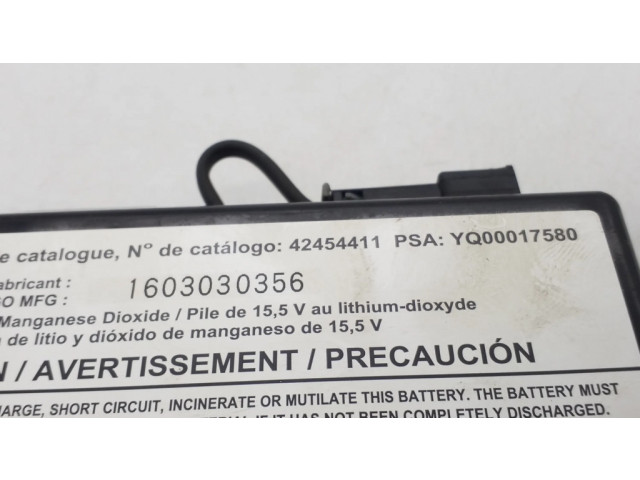 e catalogue, N° de catálogo: 42454411 PSA: YQ00017580
abricant :
GO MFG : 1603030356
Manganese Dioxide / Pile de 15,5 V au lithium-dioxyde
de litio y dióxido de manganeso de 15,5 V
N / AVERTISSEMENT / PRECAUCIÓN
HARGE, SHORT CIRCUIT, INCINERATE OR MUTILATE THIS BATTERY. THE BATTERY MUST
IF IT HAS NOT BEEN COMPLETELY DISCHARGED.